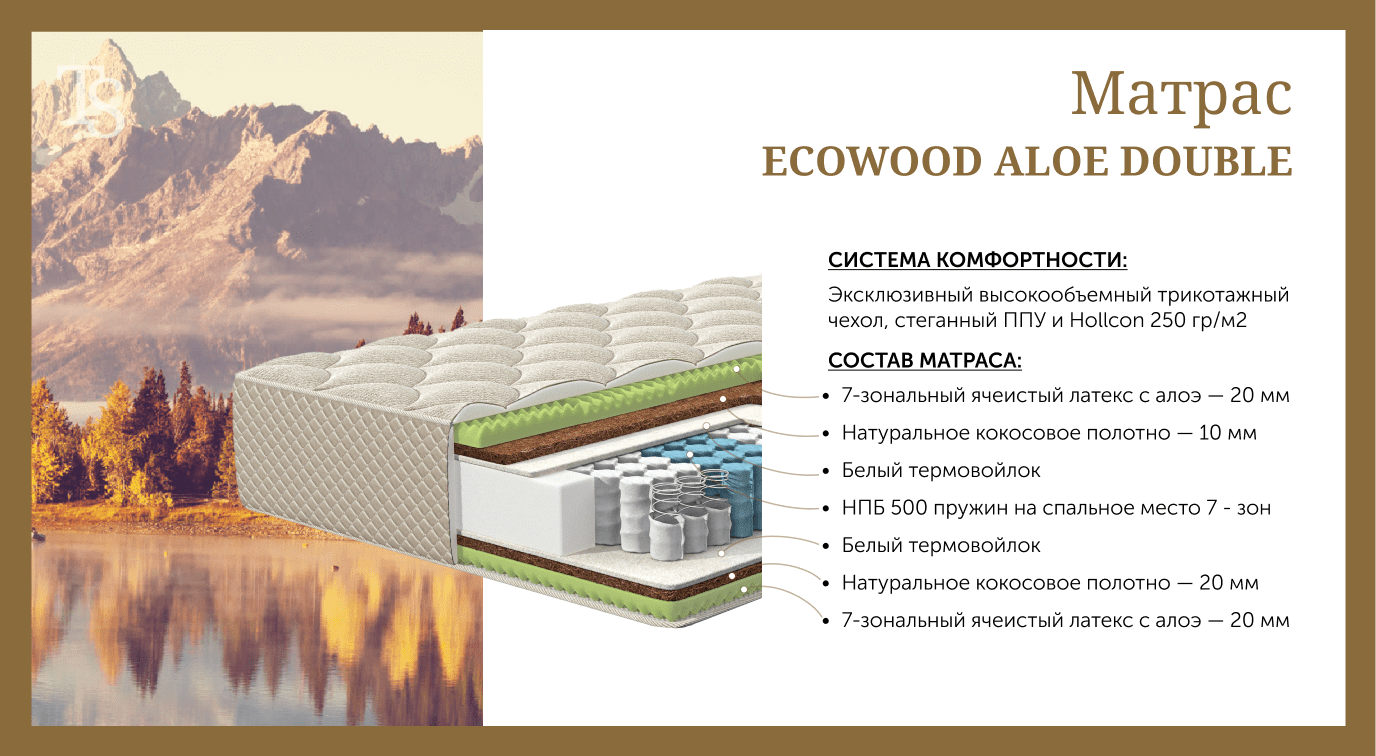 TS
Матрас
ECOWOOD ALOE DOUBLE
СИСТЕМА КОМФОРТНОСТИ:
Эксклюзивный высокообъемный трикотажный
чехол, стеганный ППУ и Hollcon 250 гр/м2
СОСТАВ МАТРАСА:
• 7-зональный ячеистый латекс с алоэ — 20 мм
• Натуральное кокосовое полотно — 10 мм
• Белый термовойлок
• НПБ 500 пружин на спальное место 7 - зон
• Белый термовойлок
• Натуральное кокосовое полотно — 20 мм
• 7-зональный ячеистый латекс с алоэ — 20 мм